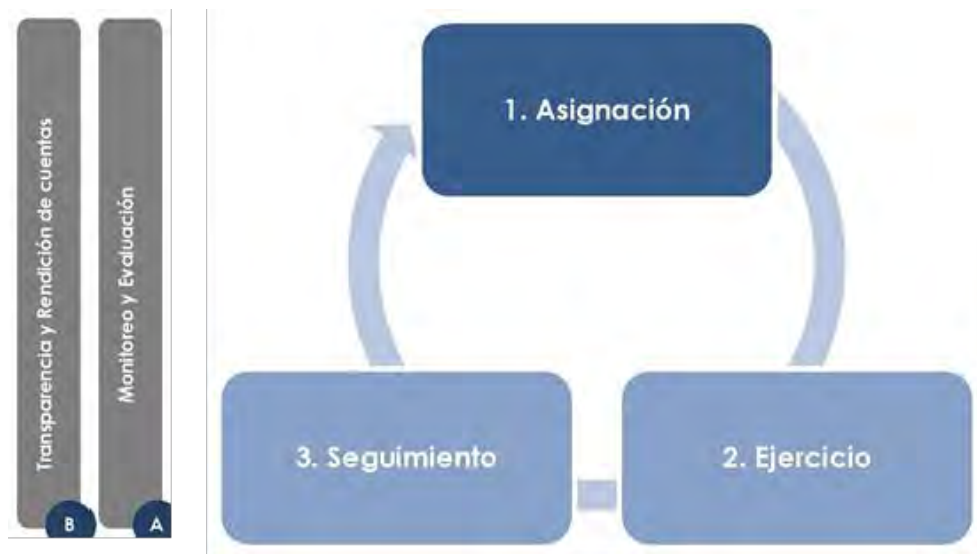 Transparencia y Rendición de cuentas
B
Monitoreo y Evaluación
A
1. Asignación
3. Seguimiento
2. Ejercicio